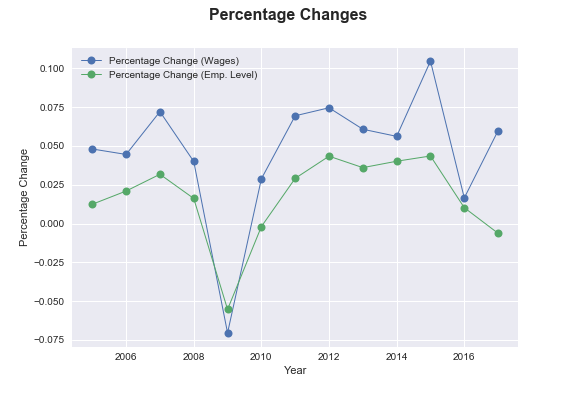 Percentage Changes
Percentage Change (Wages)
Percentage Change (Emp. Level)
Percentage Change
0.100
0.075
0.050
0.025
0.000
−0.025
−0.050
−0.075
2006 2008 2010 2012 2014 2016
Year